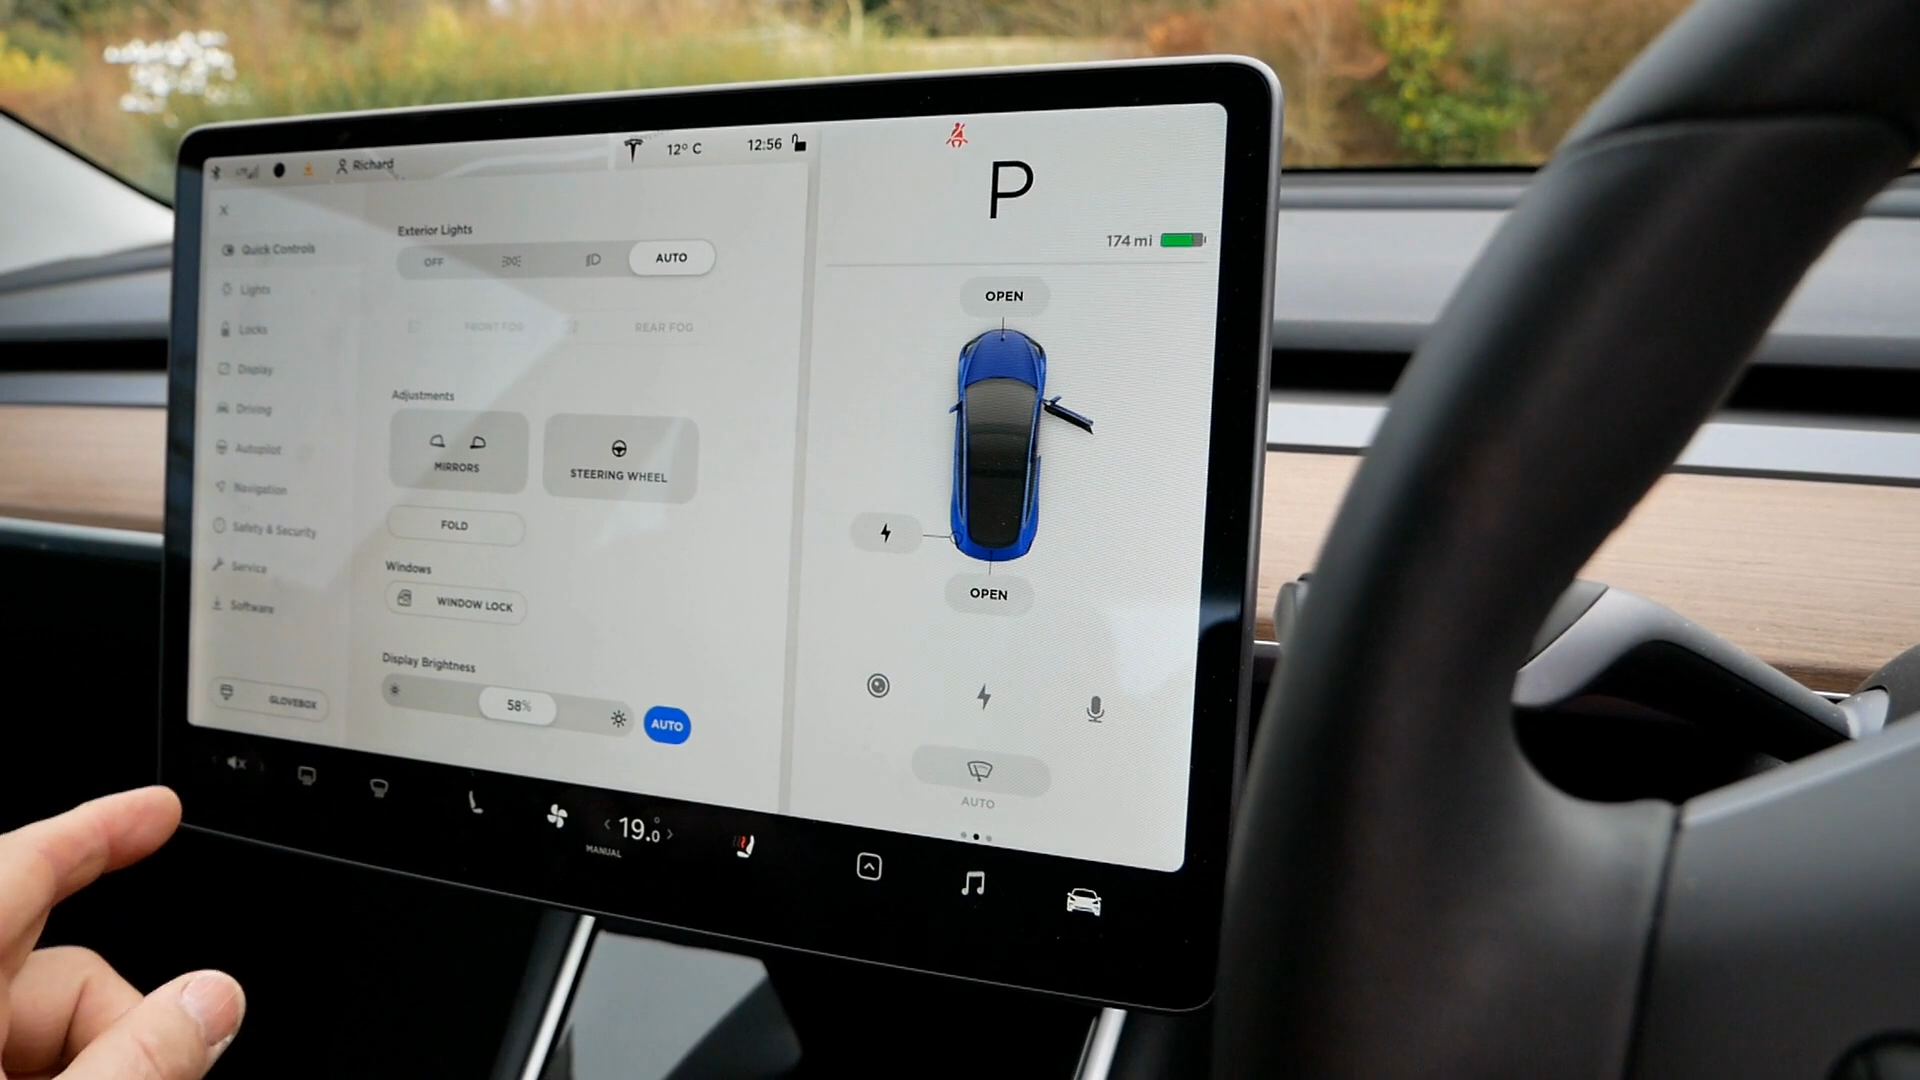 LTE
Richard
12° C
12:56
X
Quick Controls
Lights
Locks
Display
Driving
Autopilot
Navigation
Safety & Security
Service
Software
GLOVEBOX
Exterior Lights
OFF
AUTO
FRONT FOG
REAR FOG
Adjustments
MIRRORS
STEERING WHEEL
FOLD
Windows
WINDOW LOCK
Display Brightness
58%
AUTO
P
174 mi
OPEN
OPEN
AUTO
< 19.0° >
MANUAL